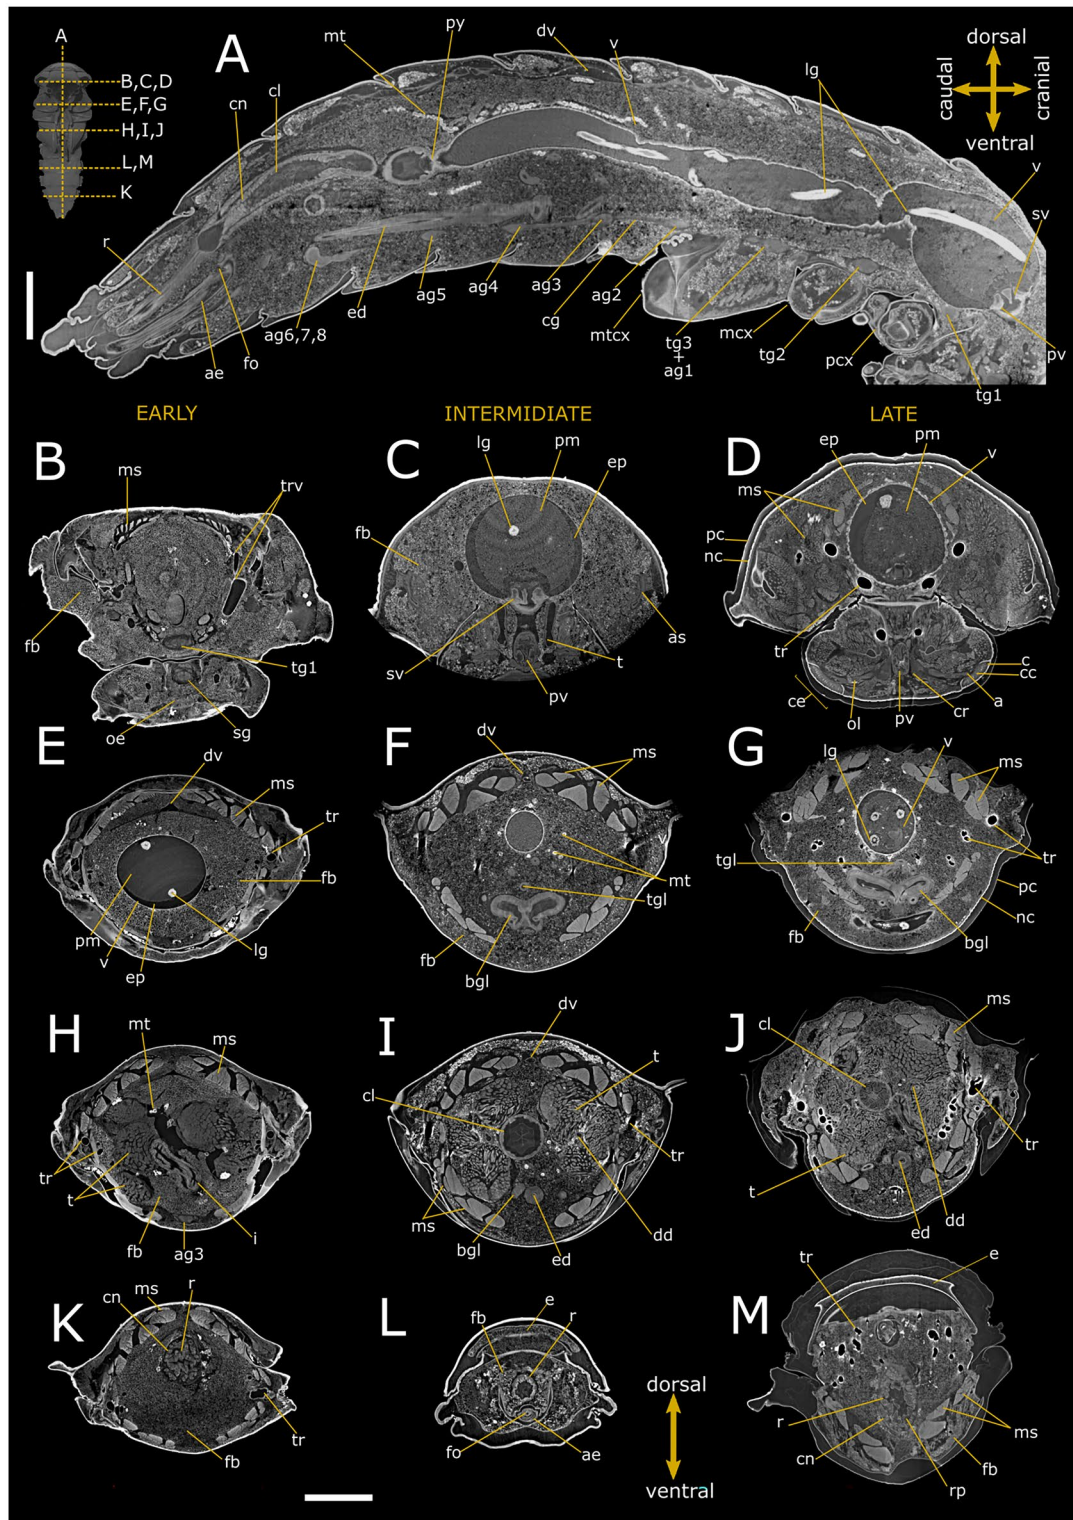 A
B,C,D
E,F,G
H,I,J
L,M
K
A
mt
py
dv
v
lg
dorsal
caudal
cranial
ventral
cn
cl
v
sv
r
ae
fo
ag6,7,8
ed
ag5
ag4
ag3
cg
ag2
mtcx
tg3
+
ag1
mcx
tg2
pcx
tg1
pv
EARLY
INTERMIDIATE
LATE
B
ms
trv
fb
tg1
oe
sg
C
lg
pm
ep
fb
sv
pv
t
as
D
ep
pm
v
ms
pc
nc
tr
ce
ol
pv
cr
a
cc
c
E
dv
ms
tr
fb
pm
v
ep
lg
F
dv
ms
mt
tgl
fb
bgl
G
lg
v
ms
tgl
tr
pc
nc
fb
bgl
H
mt
ms
tr
t
fb
ag3
i
I
dv
t
cl
tr
ms
bgl
ed
dd
J
cl
ms
tr
t
ed
dd
K
cn
ms
r
tr
fb
L
fb
e
r
fo
ae
dorsal
ventral
M
tr
e
r
cn
ms
fb
rp